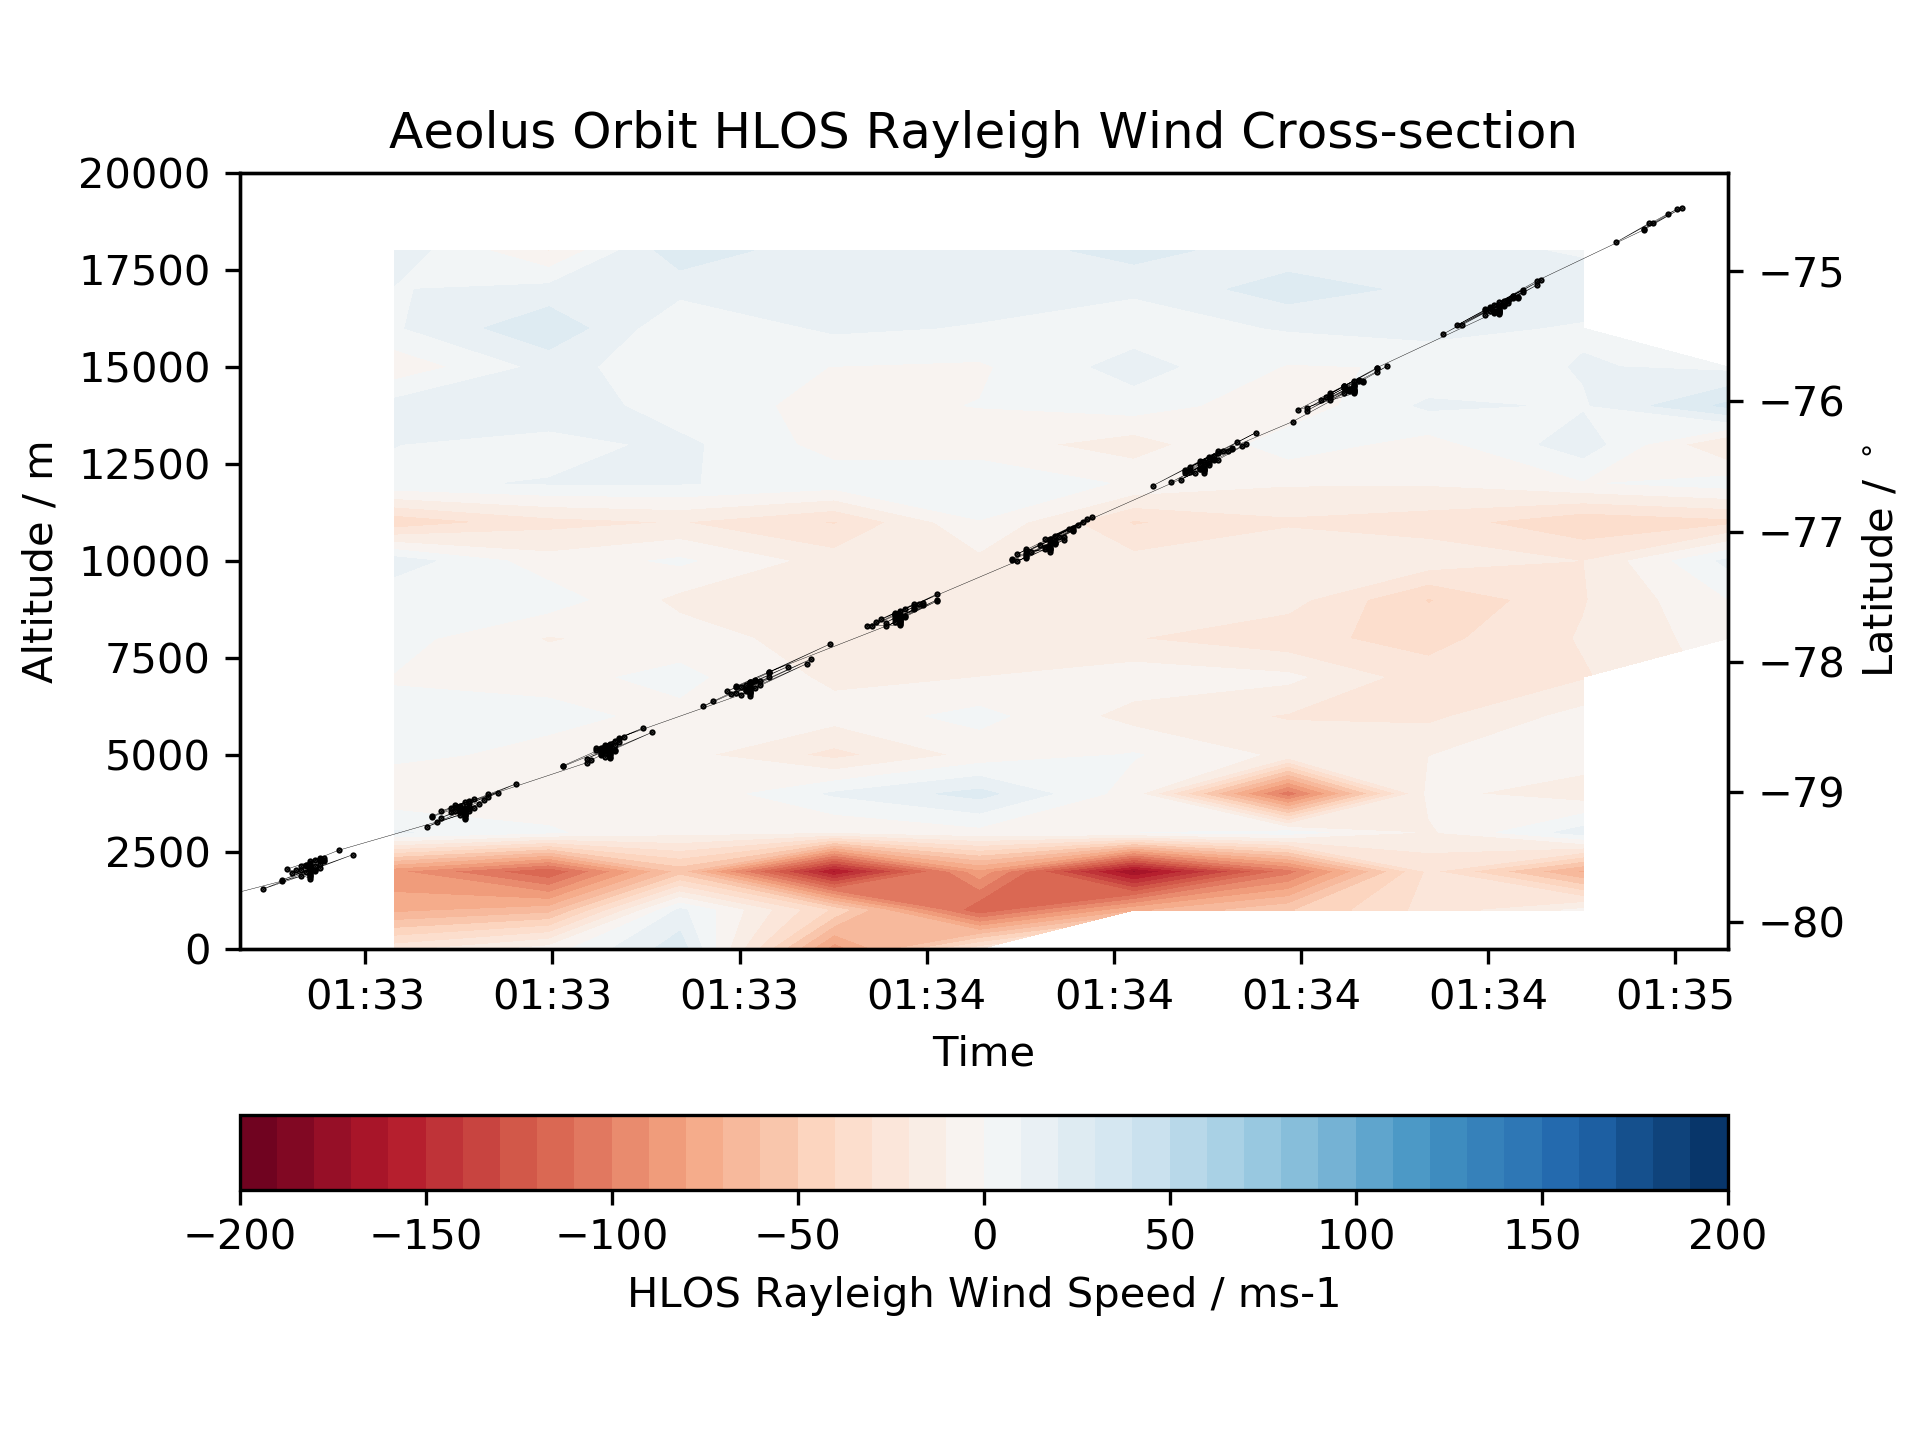 Aeolus Orbit HLOS Rayleigh Wind Cross-section
20000
17500
15000
12500
10000
7500
5000
2500
0
Altitude / m
−75
−76
−77
−78
−79
−80
Latitude / °
01:33 01:33 01:33 01:34 01:34 01:34 01:34 01:35
Time
−200 −150 −100 −50 0 50 100 150 200
HLOS Rayleigh Wind Speed / ms-1